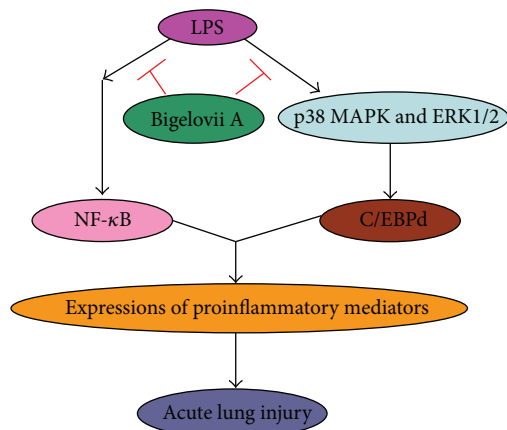 LPS
Bigelovii A
p38 MAPK and ERK1/2
NF-κB
C/EBPd
Expressions of proinflammatory mediators
Acute lung injury